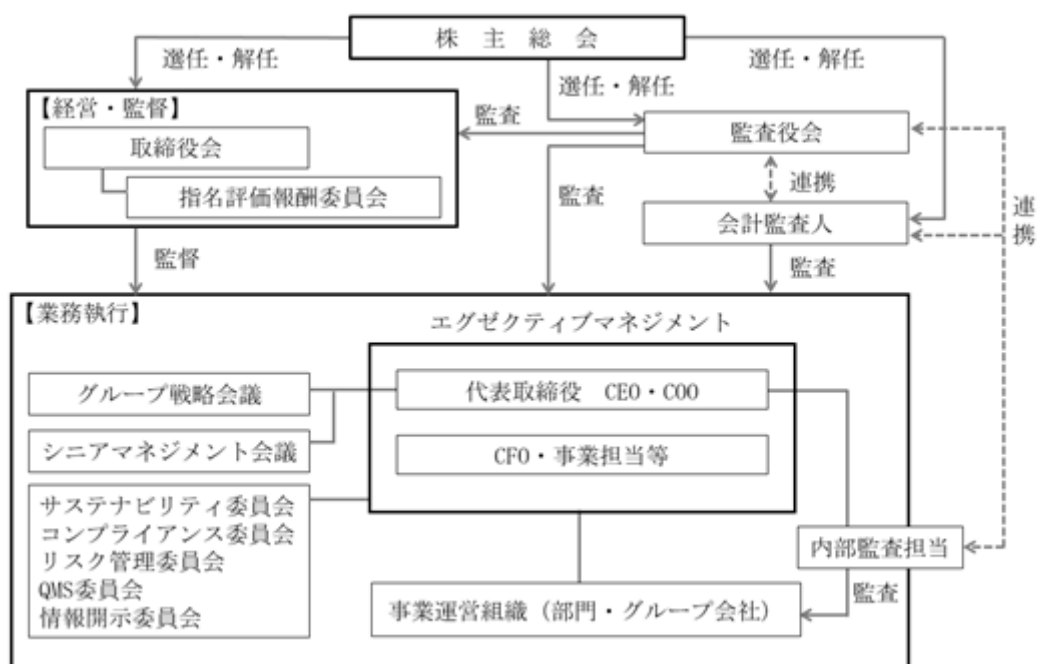 株主総会
選任・解任
選任・解任
選任・解任
【経営・監督】
取締役会
指名評価報酬委員会
監査
監査役会
連携
会計監査人
連携
監督
監査
監査
【業務執行】
エグゼクティブマネジメント
グループ戦略会議
代表取締役 CEO・COO
シニアマネジメント会議
CFO・事業担当等
サステナビリティ委員会
コンプライアンス委員会
リスク管理委員会
QMS委員会
情報開示委員会
内部監査担当
監査
事業運営組織（部門・グループ会社）